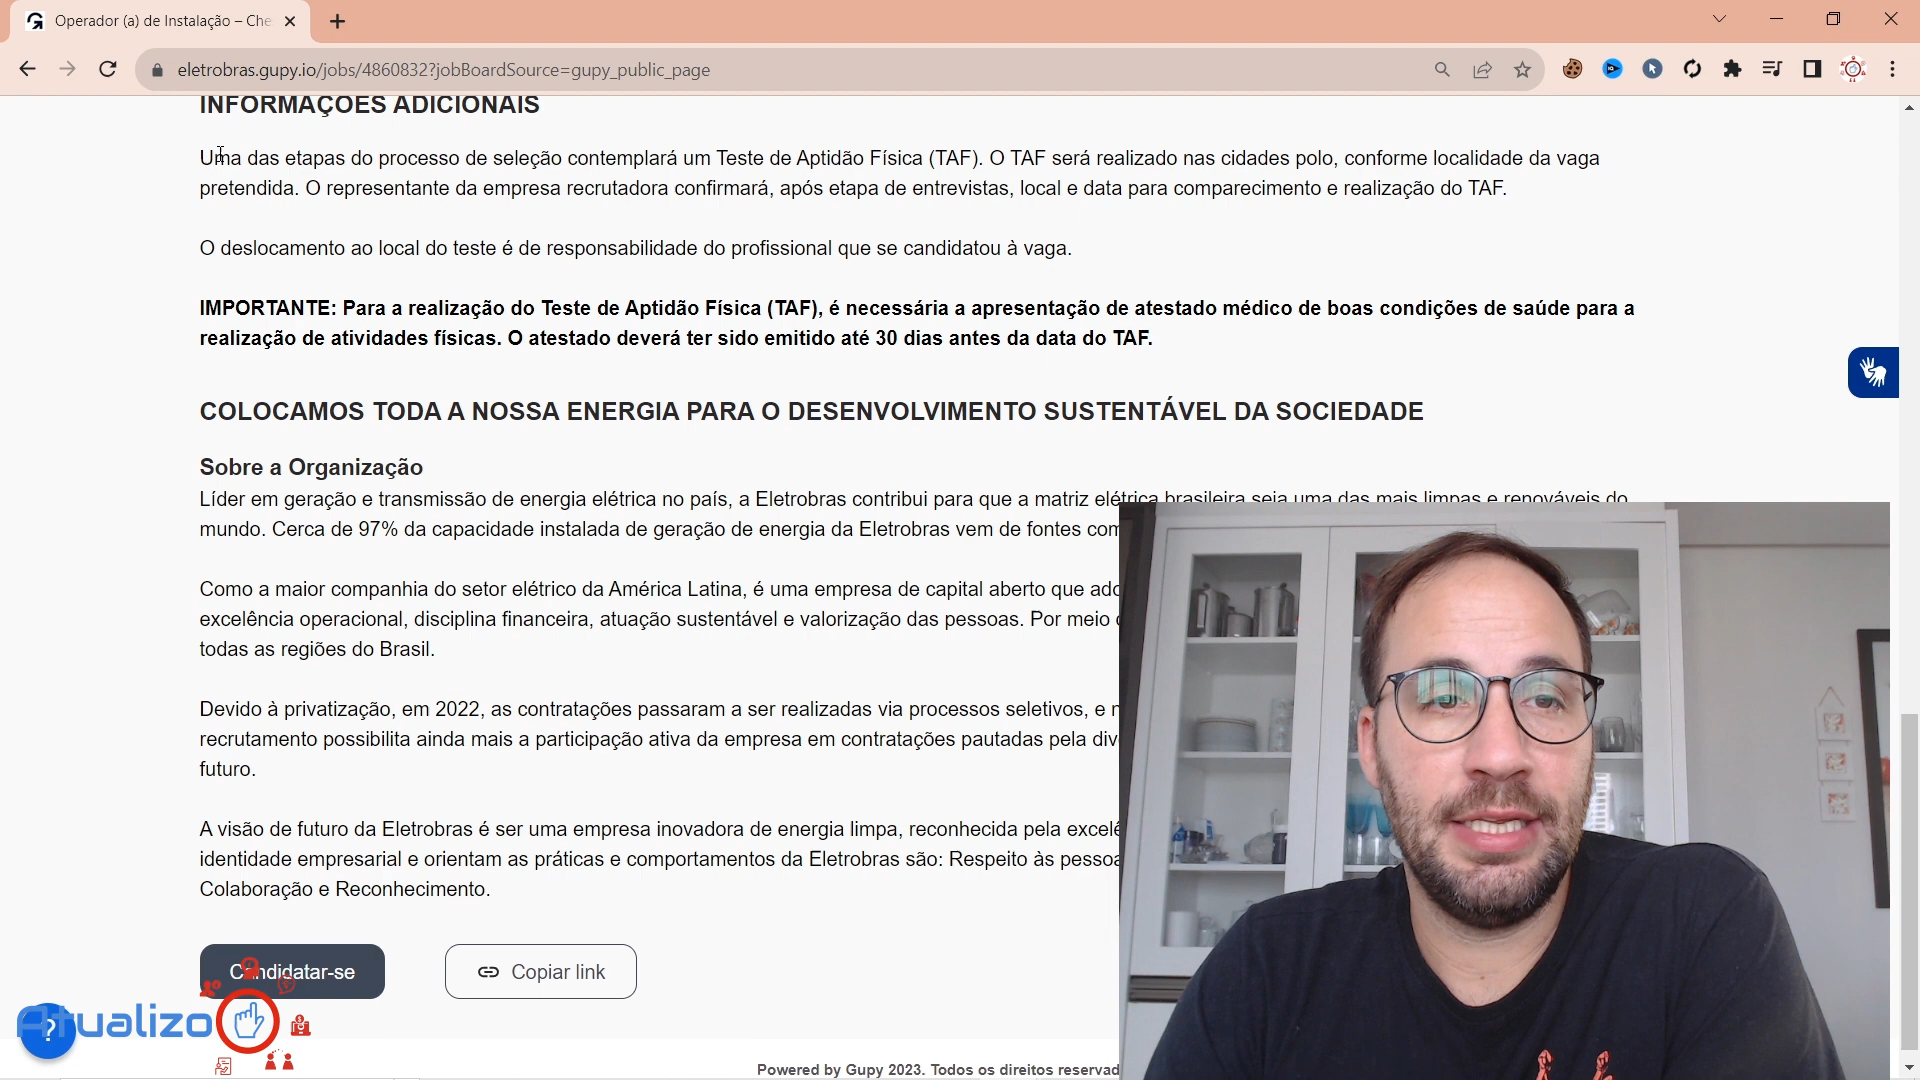 Operador (a) de Instalação – Che
eletrobras.gupy.io/jobs/4860832?jobBoardSource=gupy_public_page
INFORMAÇÕES ADICIONAIS
Uma das etapas do processo de seleção contemplará um Teste de Aptidão Física (TAF). O TAF será realizado nas cidades polo, conforme localidade da vaga
pretendida. O representante da empresa recrutadora confirmará, após etapa de entrevistas, local e data para comparecimento e realização do TAF.
O deslocamento ao local do teste é de responsabilidade do profissional que se candidatou à vaga.
IMPORTANTE: Para a realização do Teste de Aptidão Física (TAF), é necessária a apresentação de atestado médico de boas condições de saúde para a
realização de atividades físicas. O atestado deverá ter sido emitido até 30 dias antes da data do TAF.
COLOCAMOS TODA A NOSSA ENERGIA PARA O DESENVOLVIMENTO SUSTENTÁVEL DA SOCIEDADE
Sobre a Organização
Líder em geração e transmissão de energia elétrica no país, a Eletrobras contribui para que a matriz elétrica brasileira seja uma das mais limpas e renováveis do
mundo. Cerca de 97% da capacidade instalada de geração de energia da Eletrobras vem de fontes com
Como a maior companhia do setor elétrico da América Latina, é uma empresa de capital aberto que
excelência operacional, disciplina financeira, atuação sustentável e valorização das pessoas. Por meio
todas as regiões do Brasil.
Devido à privatização, em 2022, as contratações passaram a ser realizadas via processos seletivos, e
recrutamento possibilita ainda mais a participação ativa da empresa em contratações pautadas pela
futuro.
A visão de futuro da Eletrobras é ser uma empresa inovadora de energia limpa, reconhecida pela
identidade empresarial e orientam as práticas e comportamentos da Eletrobras são: Respeito às
Colaboração e Reconhecimento.
Candidatar-se
Copiar link
Atualizo
?
Powered by Gupy 2023. Todos os direitos